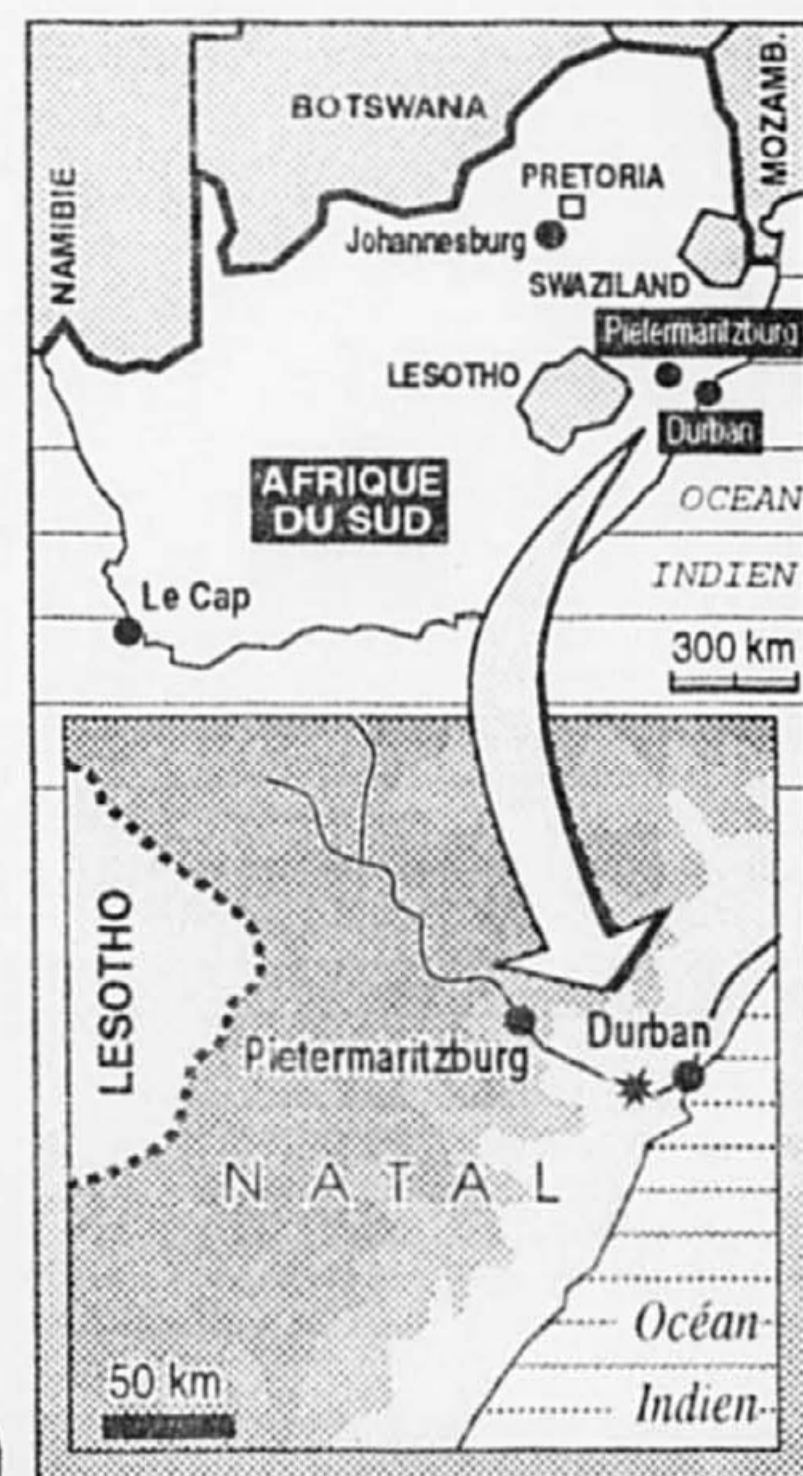 BOTSWANA
MOZAMB.
NAMIBIE
PRETORIA
Johannesburg
SWAZILAND
Pietermaritzburg
LESOTHO
Durban
AFRIQUE
DU SUD
OCEAN
INDIEN
Le Cap
300 km
LESOTHO
Durban
Pietermaritzburg
NATAL
Océan
50 km
Indien